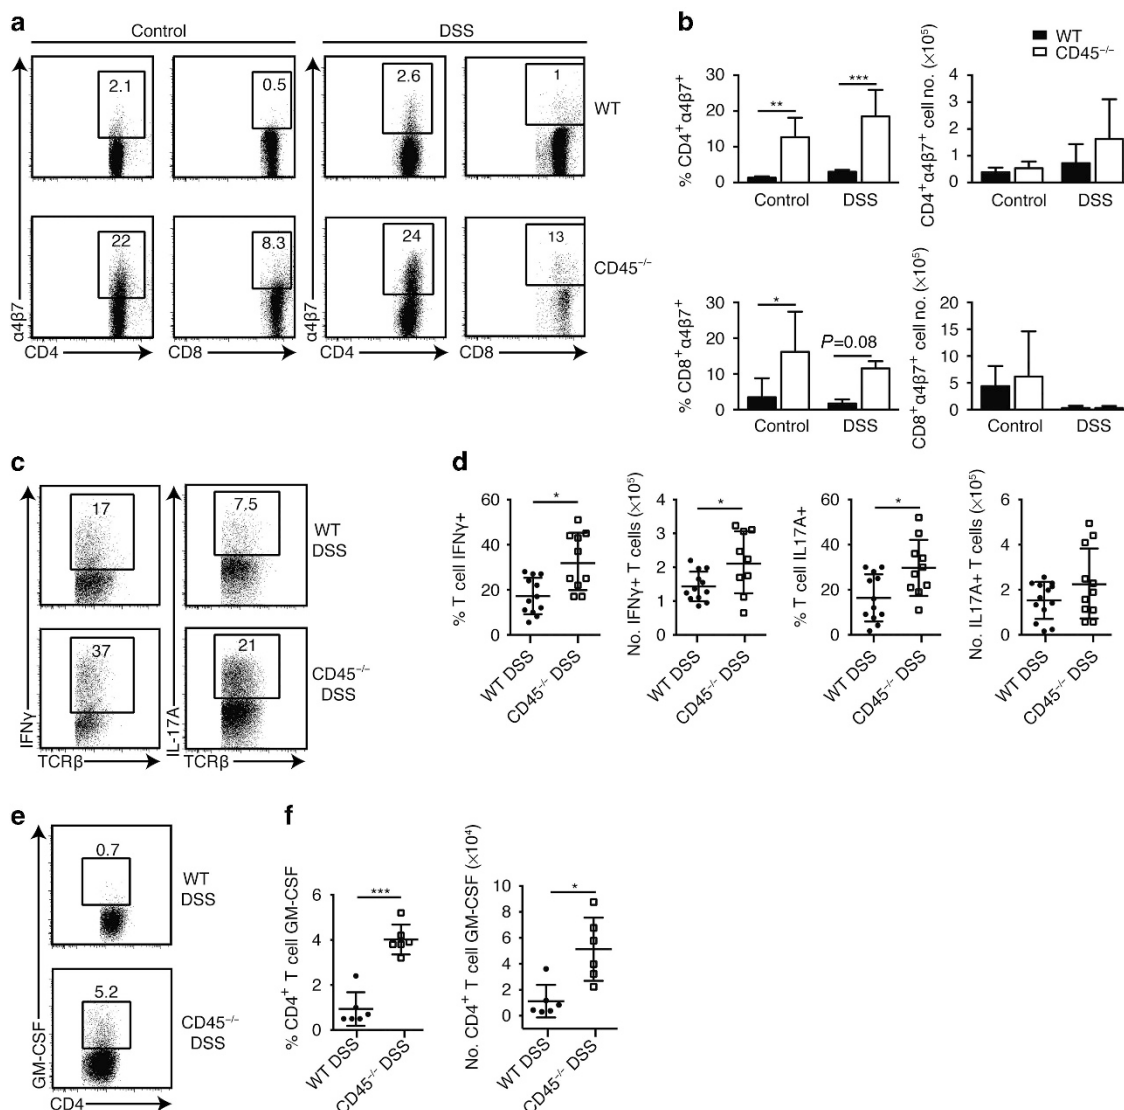 a
Control
DSS
2.1
0.5
2.6
1
WT
22
8.3
24
13
CD45⁻/⁻
α4β7
α4β7
CD4
CD8
CD4
CD8
b
WT
CD45⁻/⁻
% CD4⁺α4β7⁺
30
20
10
0
**
***
Control
DSS
CD4⁺α4β7⁺ cell no. (×10⁵)
4
3
2
1
0
Control
DSS
% CD8⁺α4β7⁺
30
20
10
0
*
P=0.08
Control
DSS
CD8⁺α4β7⁺ cell no. (×10⁵)
20
15
10
5
0
Control
DSS
c
17
7.5
WT
DSS
37
21
CD45⁻/⁻
DSS
IFNγ
IL-17A
TCRβ
TCRβ
d
% T cell IFNγ+
60
40
20
0
*
WT DSS
CD45⁻/⁻ DSS
No. IFNγ+ T cells (×10⁵)
4
3
2
1
0
*
WT DSS
CD45⁻/⁻ DSS
% T cell IL17A+
60
40
20
0
*
WT DSS
CD45⁻/⁻ DSS
No. IL17A+ T cells (×10⁵)
6
4
2
0
WT DSS
CD45⁻/⁻ DSS
e
0.7
WT
DSS
5.2
CD45⁻/⁻
DSS
GM-CSF
CD4
f
% CD4⁺ T cell GM-CSF
6
4
2
0
***
WT DSS
CD45⁻/⁻ DSS
No. CD4⁺ T cell GM-CSF (×10⁴)
10
8
6
4
2
0
*
WT DSS
CD45⁻/⁻ DSS